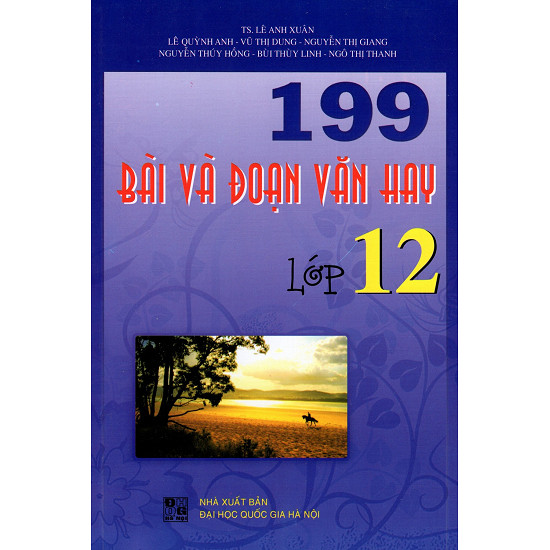 TS. LÊ ANH XUÂN
LÊ QUỲNH ANH - VŨ THỊ DUNG - NGUYỄN THỊ GIANG
NGUYỄN THÚY HỒNG - BÙI THÙY LINH - NGÔ THỊ THANH
199
BÀI VÀ ĐOẠN VĂN HAY
LỚP 12
HÀ NỘI
NHÀ XUẤT BẢN
ĐẠI HỌC QUỐC GIA HÀ NỘI